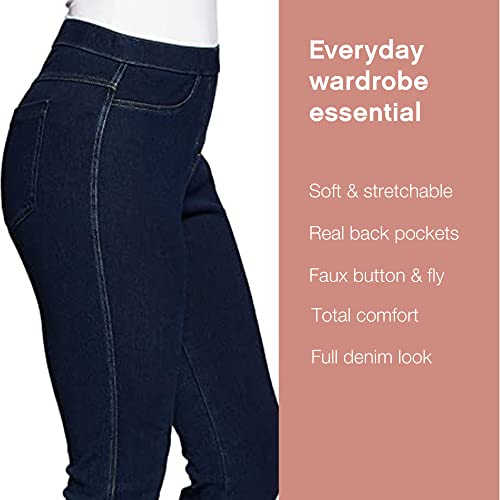 Everyday
wardrobe
essential
Soft & stretchable
Real back pockets
Faux button & fly
Total comfort
Full denim look